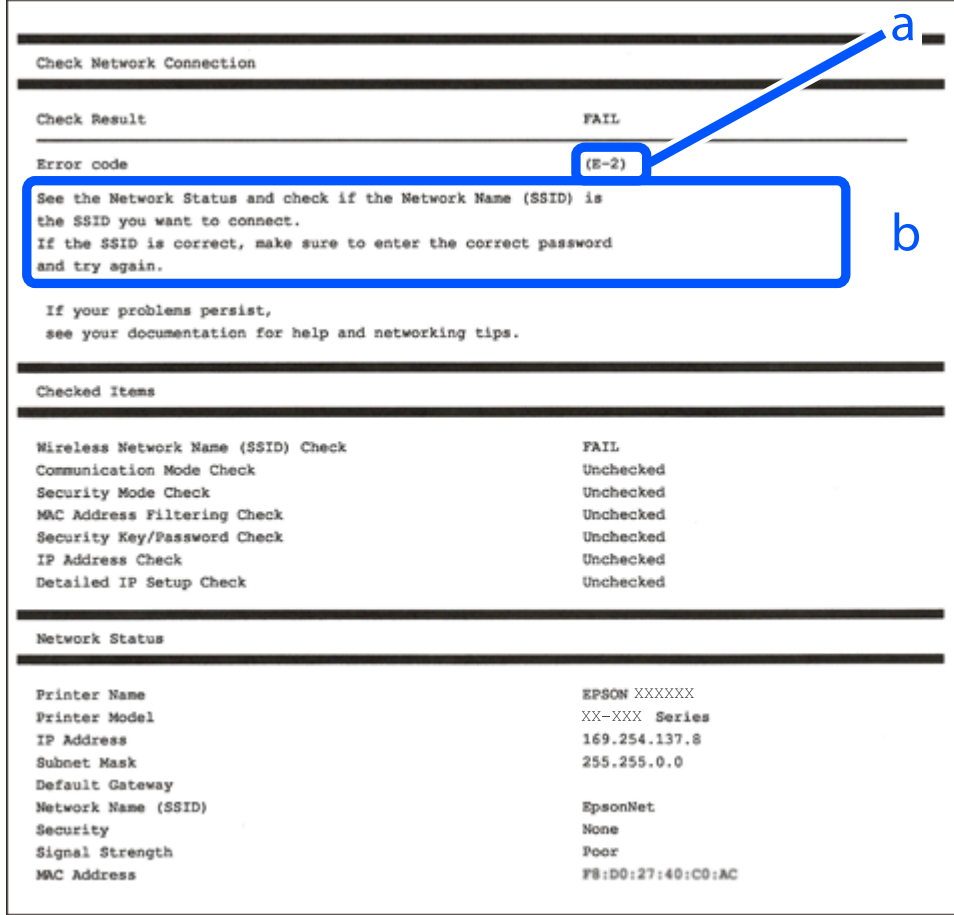 a
Check Network Connection
Check Result FAIL
Error code (E-2)
See the Network Status and check if the Network Name (SSID) is
the SSID you want to connect.
If the SSID is correct, make sure to enter the correct password
and try again.
b
If your problems persist,
see your documentation for help and networking tips.
Checked Items
Wireless Network Name (SSID) Check FAIL
Communication Mode Check Unchecked
Security Mode Check Unchecked
MAC Address Filtering Check Unchecked
Security Key/Password Check Unchecked
IP Address Check Unchecked
Detailed IP Setup Check Unchecked
Network Status
Printer Name EPSON XXXXXX
Printer Model XX-XXX Series
IP Address 169.254.137.8
Subnet Mask 255.255.0.0
Default Gateway
Network Name (SSID) EpsonNet
Security None
Signal Strength Poor
MAC Address F8:D0:27:40:C0:AC